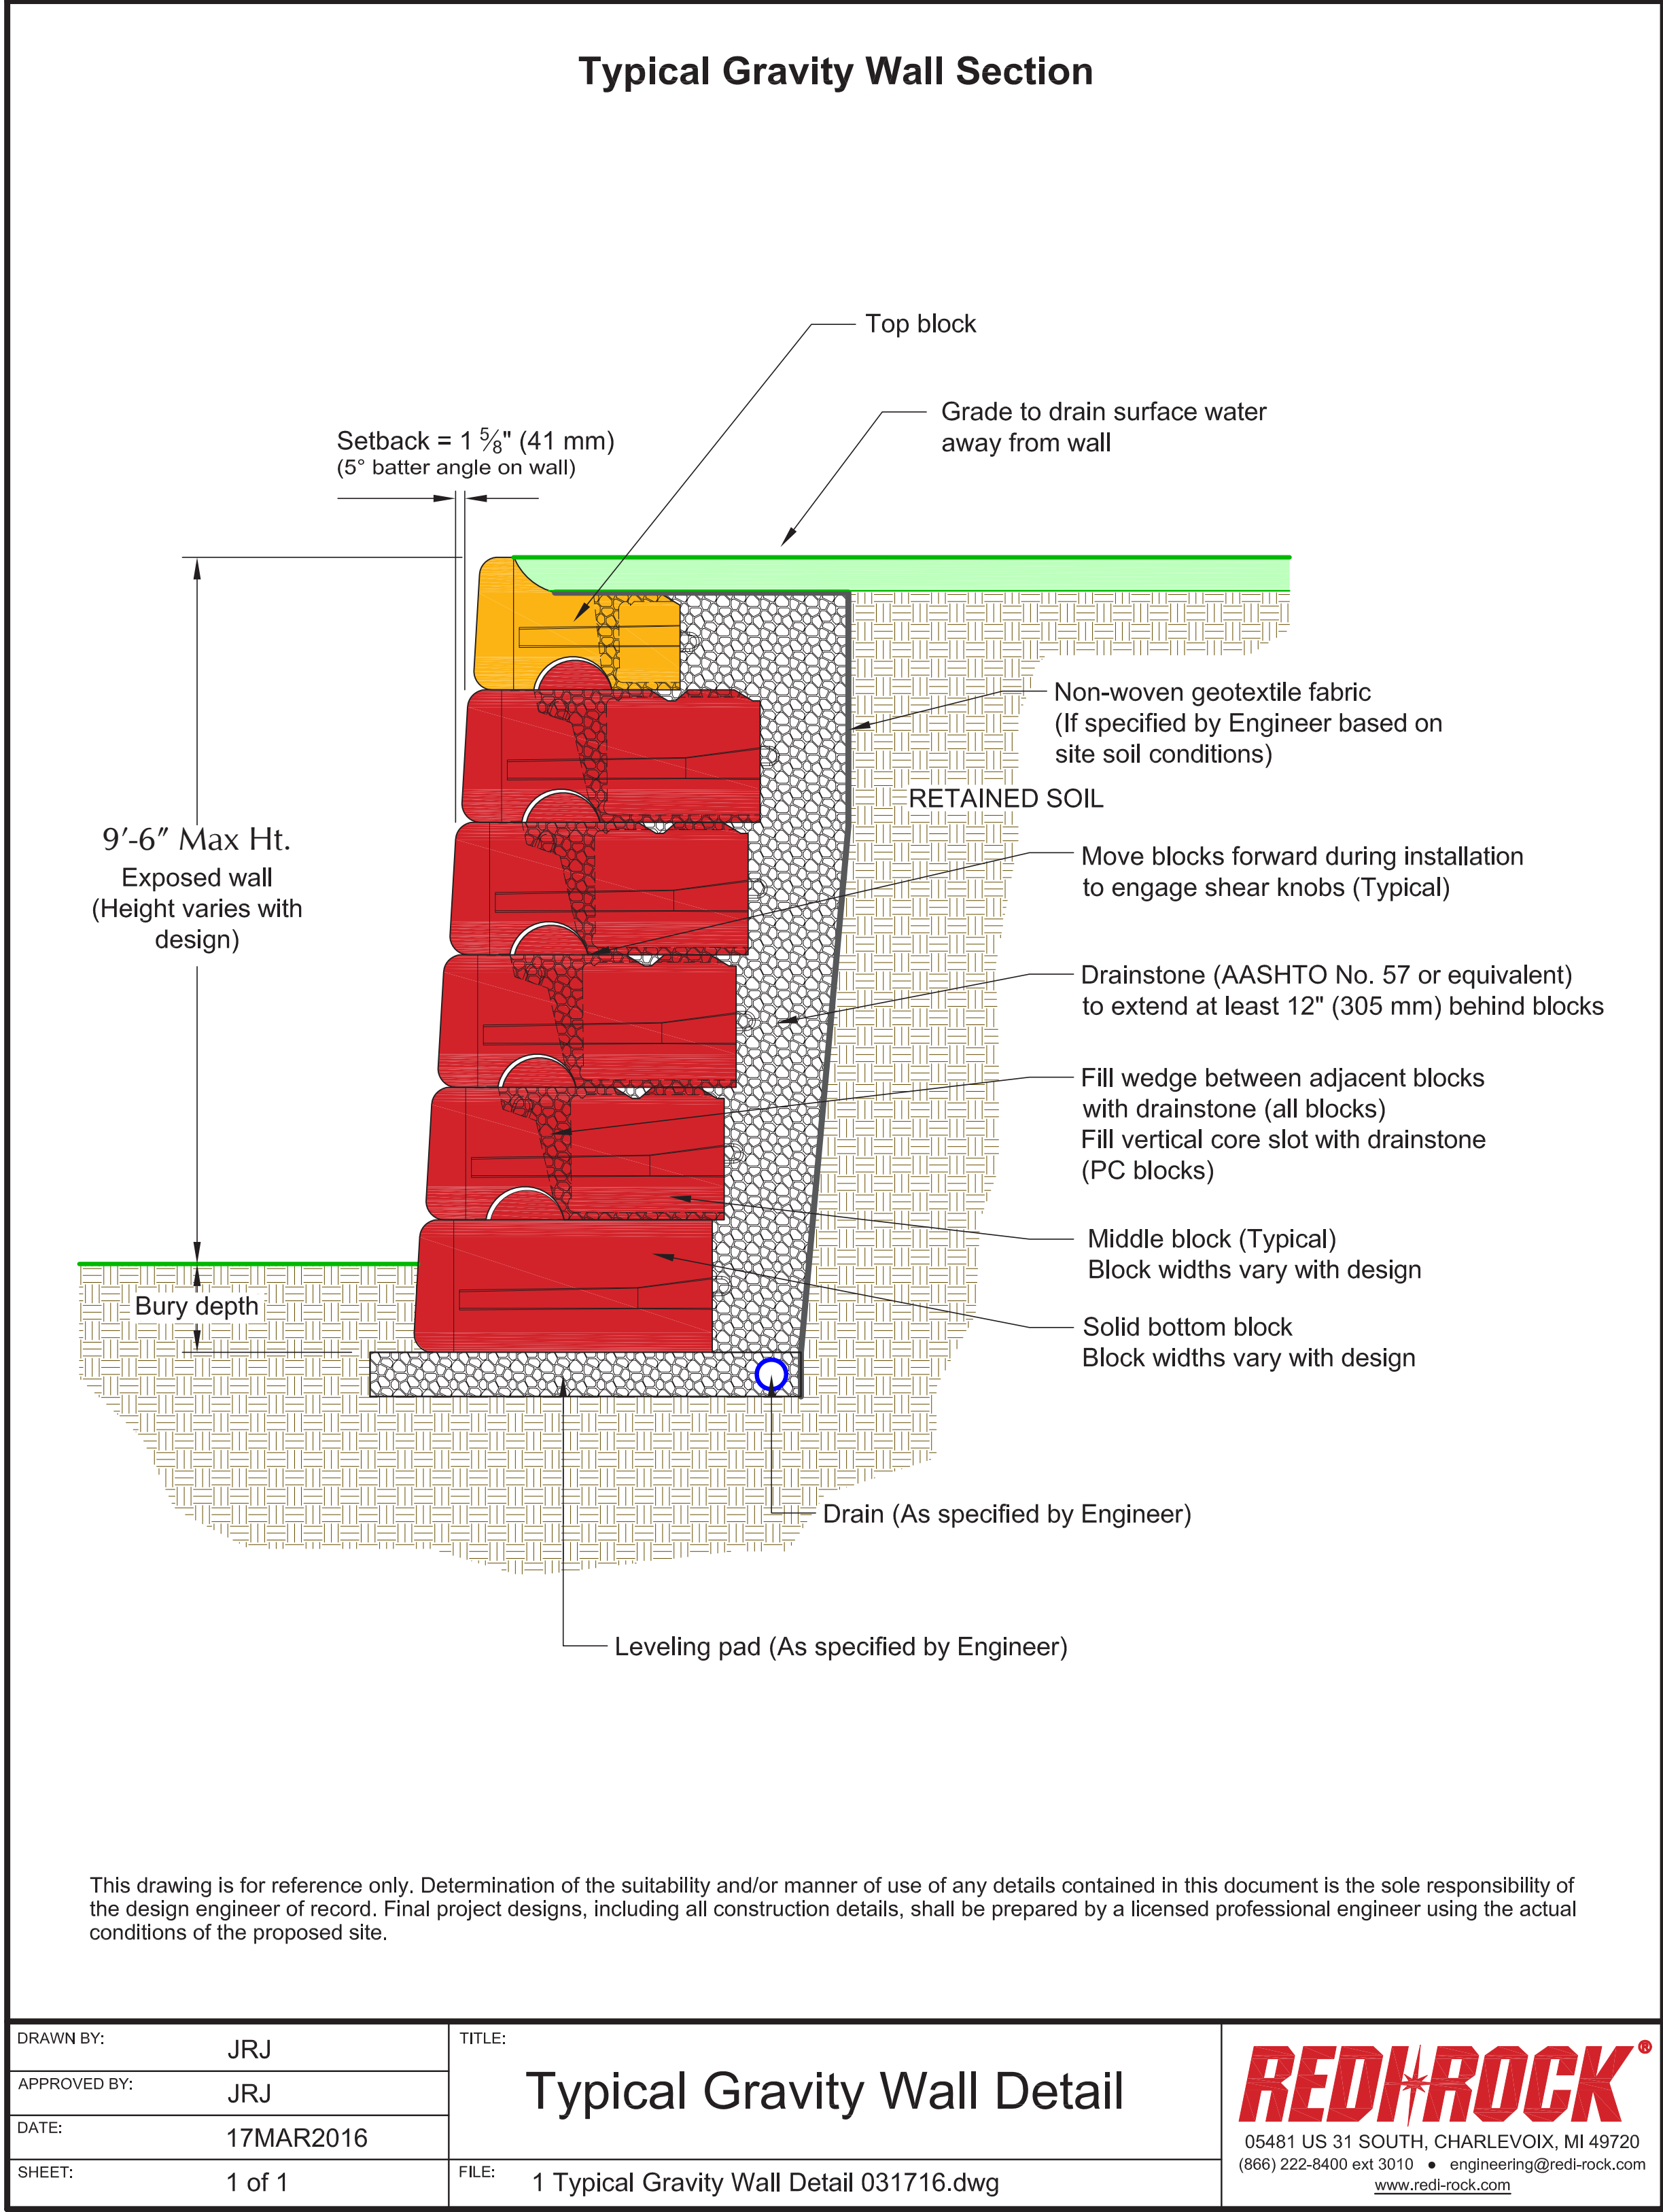 Typical Gravity Wall Section
Top block
Grade to drain surface water
away from wall
Setback = 1 ⅝" (41 mm)
(5° batter angle on wall)
Non-woven geotextile fabric
(If specified by Engineer based on
site soil conditions)
RETAINED SOIL
9′-6″ Max Ht.
Exposed wall
(Height varies with
design)
Move blocks forward during installation
to engage shear knobs (Typical)
Drainstone (AASHTO No. 57 or equivalent)
to extend at least 12" (305 mm) behind blocks
Fill wedge between adjacent blocks
with drainstone (all blocks)
Fill vertical core slot with drainstone
(PC blocks)
Middle block (Typical)
Block widths vary with design
Bury depth
Solid bottom block
Block widths vary with design
Drain (As specified by Engineer)
Leveling pad (As specified by Engineer)
This drawing is for reference only. Determination of the suitability and/or manner of use of any details contained in this document is the sole responsibility of
the design engineer of record. Final project designs, including all construction details, shall be prepared by a licensed professional engineer using the actual
conditions of the proposed site.
DRAWN BY: JRJ
APPROVED BY: JRJ
DATE: 17MAR2016
SHEET: 1 of 1
TITLE:
Typical Gravity Wall Detail
FILE: 1 Typical Gravity Wall Detail 031716.dwg
REDI-ROCK®
05481 US 31 SOUTH, CHARLEVOIX, MI 49720
(866) 222-8400 ext 3010 ● engineering@redi-rock.com
www.redi-rock.com